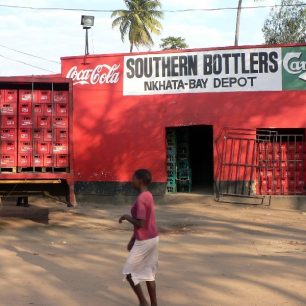 Coca-Cola
SOUTHERN BOTTLERS
NKHATA-BAY DEPOT